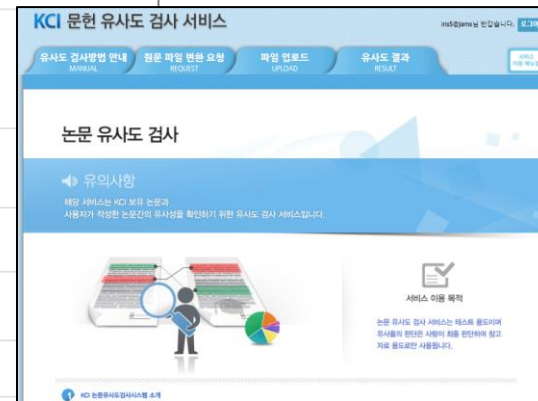 KCI 문헌 유사도 검사 서비스
님 반갑습니다.
유사도 검사방법 안내
MANUAL
원문 파일 변환 요청
REQUEST
파일 업로드
UPLOAD
유사도 결과
RESULT
논문 유사도 검사
유의사항
해당 서비스는 KCI 보유 논문과
사용자가 작성한 논문간의 유사성을 확인하기 위한 유사도 검사 서비스입니다.
서비스 이용 목적
논문 유사도 검사 서비스는 테스트 용도이며
유사율의 판단은 사람이 최종 판단하며 참고
자료 용도로만 사용됩니다.
1 KCI 논문유사도검사시스템 소개